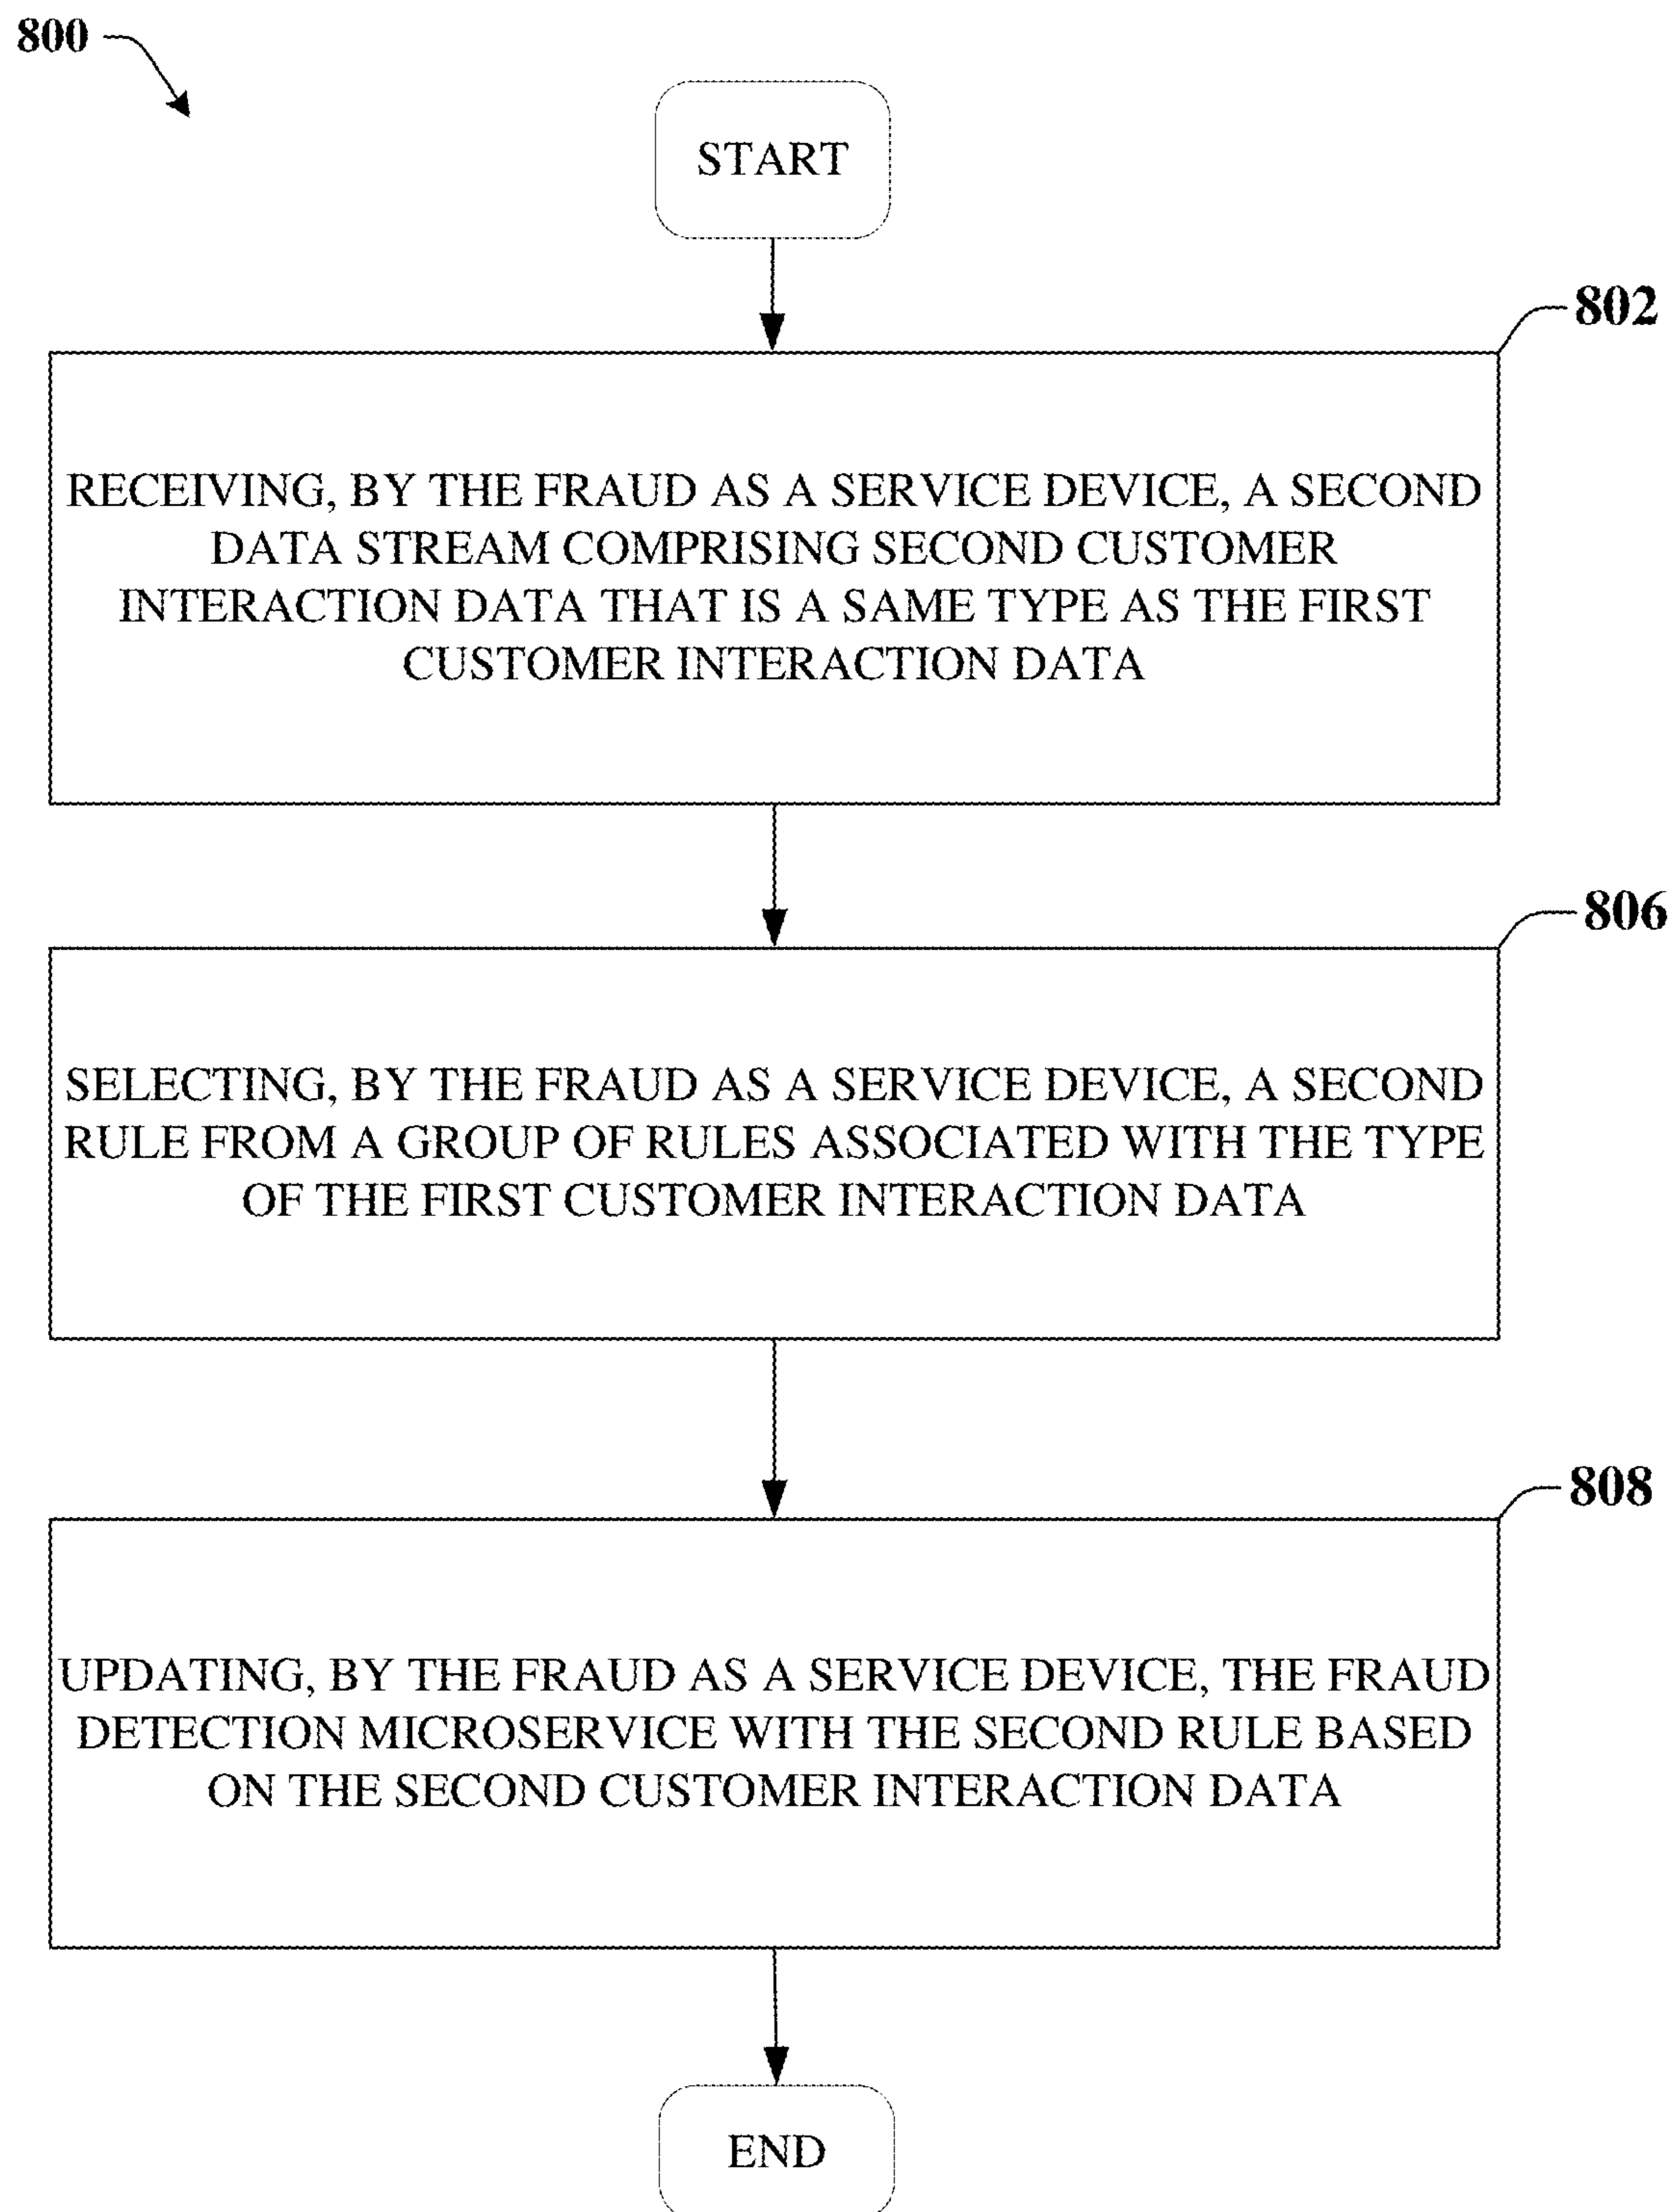 800
START
802
RECEIVING, BY THE FRAUD AS A SERVICE DEVICE, A SECOND
DATA STREAM COMPRISING SECOND CUSTOMER
INTERACTION DATA THAT IS A SAME TYPE AS THE FIRST
CUSTOMER INTERACTION DATA
806
SELECTING, BY THE FRAUD AS A SERVICE DEVICE, A SECOND
RULE FROM A GROUP OF RULES ASSOCIATED WITH THE TYPE
OF THE FIRST CUSTOMER INTERACTION DATA
808
UPDATING, BY THE FRAUD AS A SERVICE DEVICE, THE FRAUD
DETECTION MICROSERVICE WITH THE SECOND RULE BASED
ON THE SECOND CUSTOMER INTERACTION DATA
END